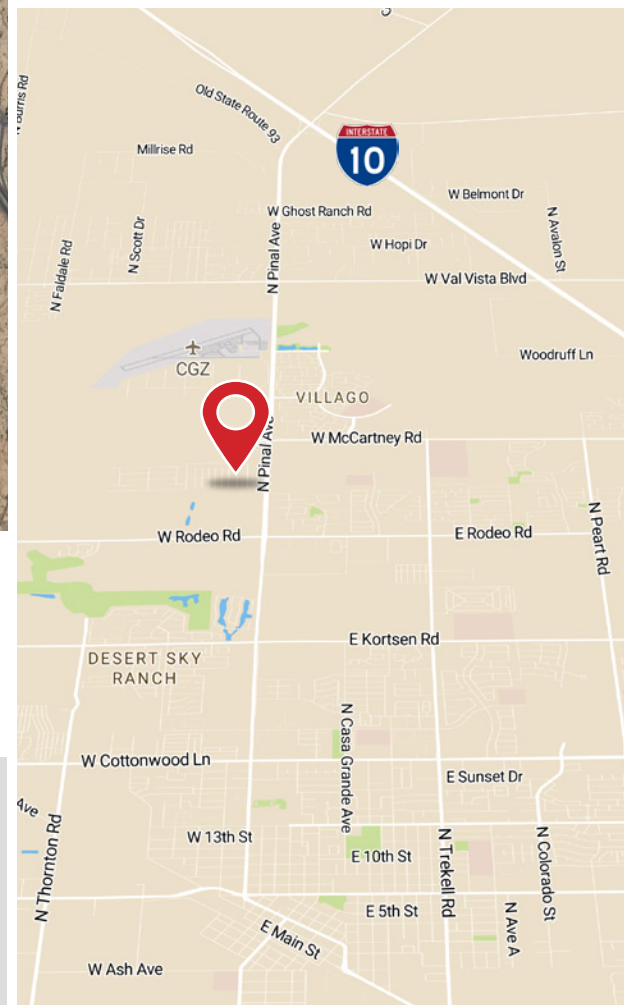 N Burris Rd
Old State Route 93
INTERSTATE
10
Millrise Rd
W Belmont Dr
W Ghost Ranch Rd
N Avalon St
N Scott Dr
N Faldale Rd
W Hopi Dr
N Pinal Ave
W Val Vista Blvd
CGZ
Woodruff Ln
VILLAGO
N Pinal Ave
W McCartney Rd
N Peart Rd
W Rodeo Rd
E Rodeo Rd
E Kortsen Rd
DESERT SKY
RANCH
N Casa Grande Ave
W Cottonwood Ln
E Sunset Dr
Ave
N Thornton Rd
W 13th St
E 10th St
N Trekell Rd
N Colorado St
E 5th St
N Ave A
E Main St
W Ash Ave